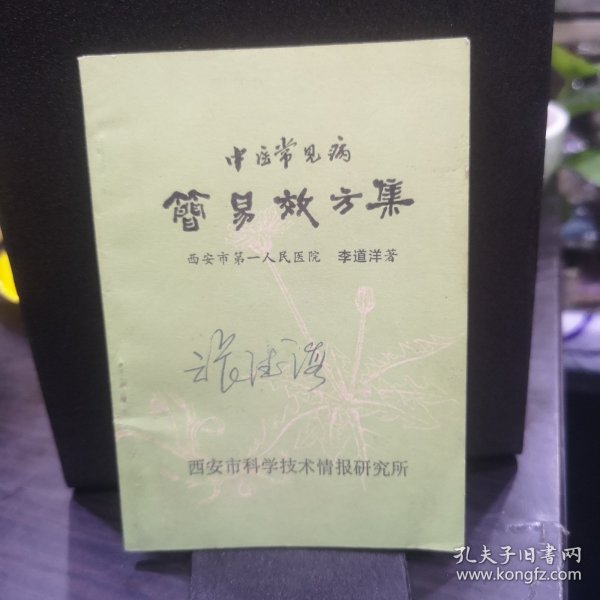 中医常见病
簡易效方集
西安市第一人民医院 李道洋著
西安市科学技术情报研究所
孔夫子旧书网
www.kongfz.com